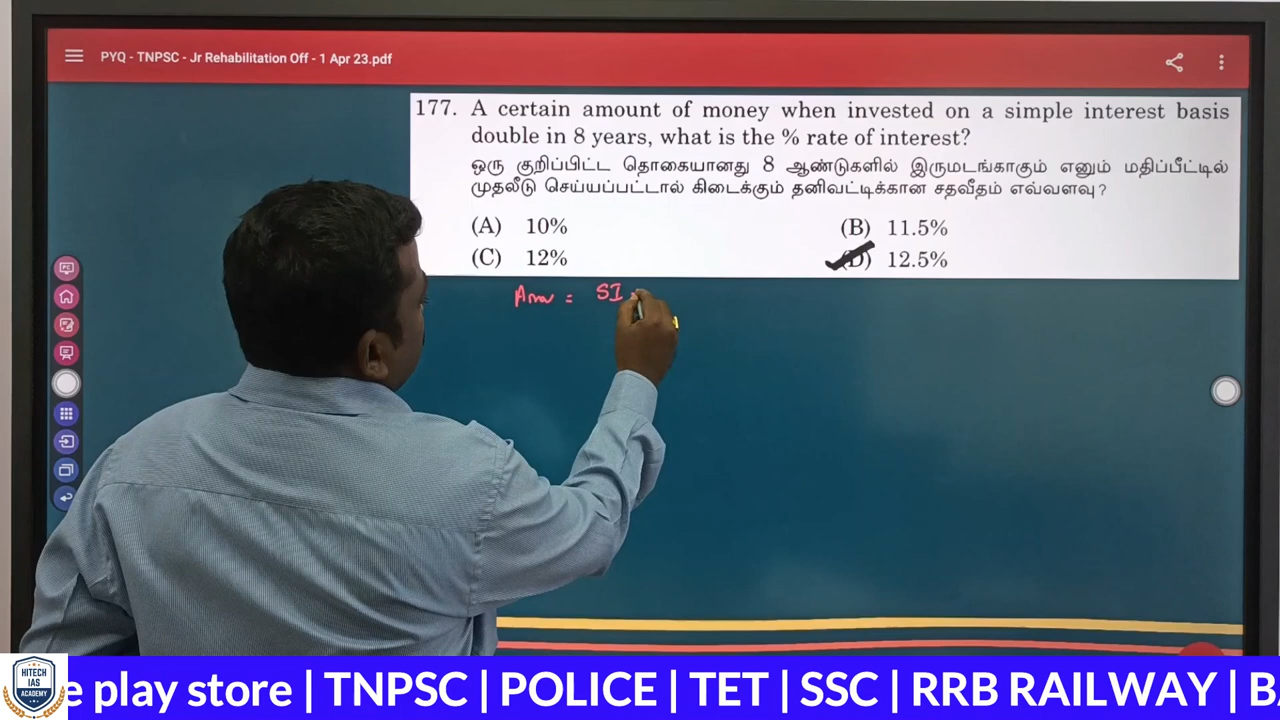 PYQ - TNPSC - Jr Rehabilitation Off - 1 Apr 23.pdf
177. A certain amount of money when invested on a simple interest basis
double in 8 years, what is the % rate of interest?
ஒரு குறிப்பிட்ட தொகையானது 8 ஆண்டுகளில் இருமடங்காகும் எனும் மதிப்பீட்டில்
முதலீடு செய்யப்பட்டால் கிடைக்கும் தனிவட்டிக்கான சதவீதம் எவ்வளவு?
(A) 10% (B) 11.5%
(C) 12% (D) 12.5%
= SI
HITECH
IAS
ACADEMY
e play store | TNPSC | POLICE | TET | SSC | RRB RAILWAY | B